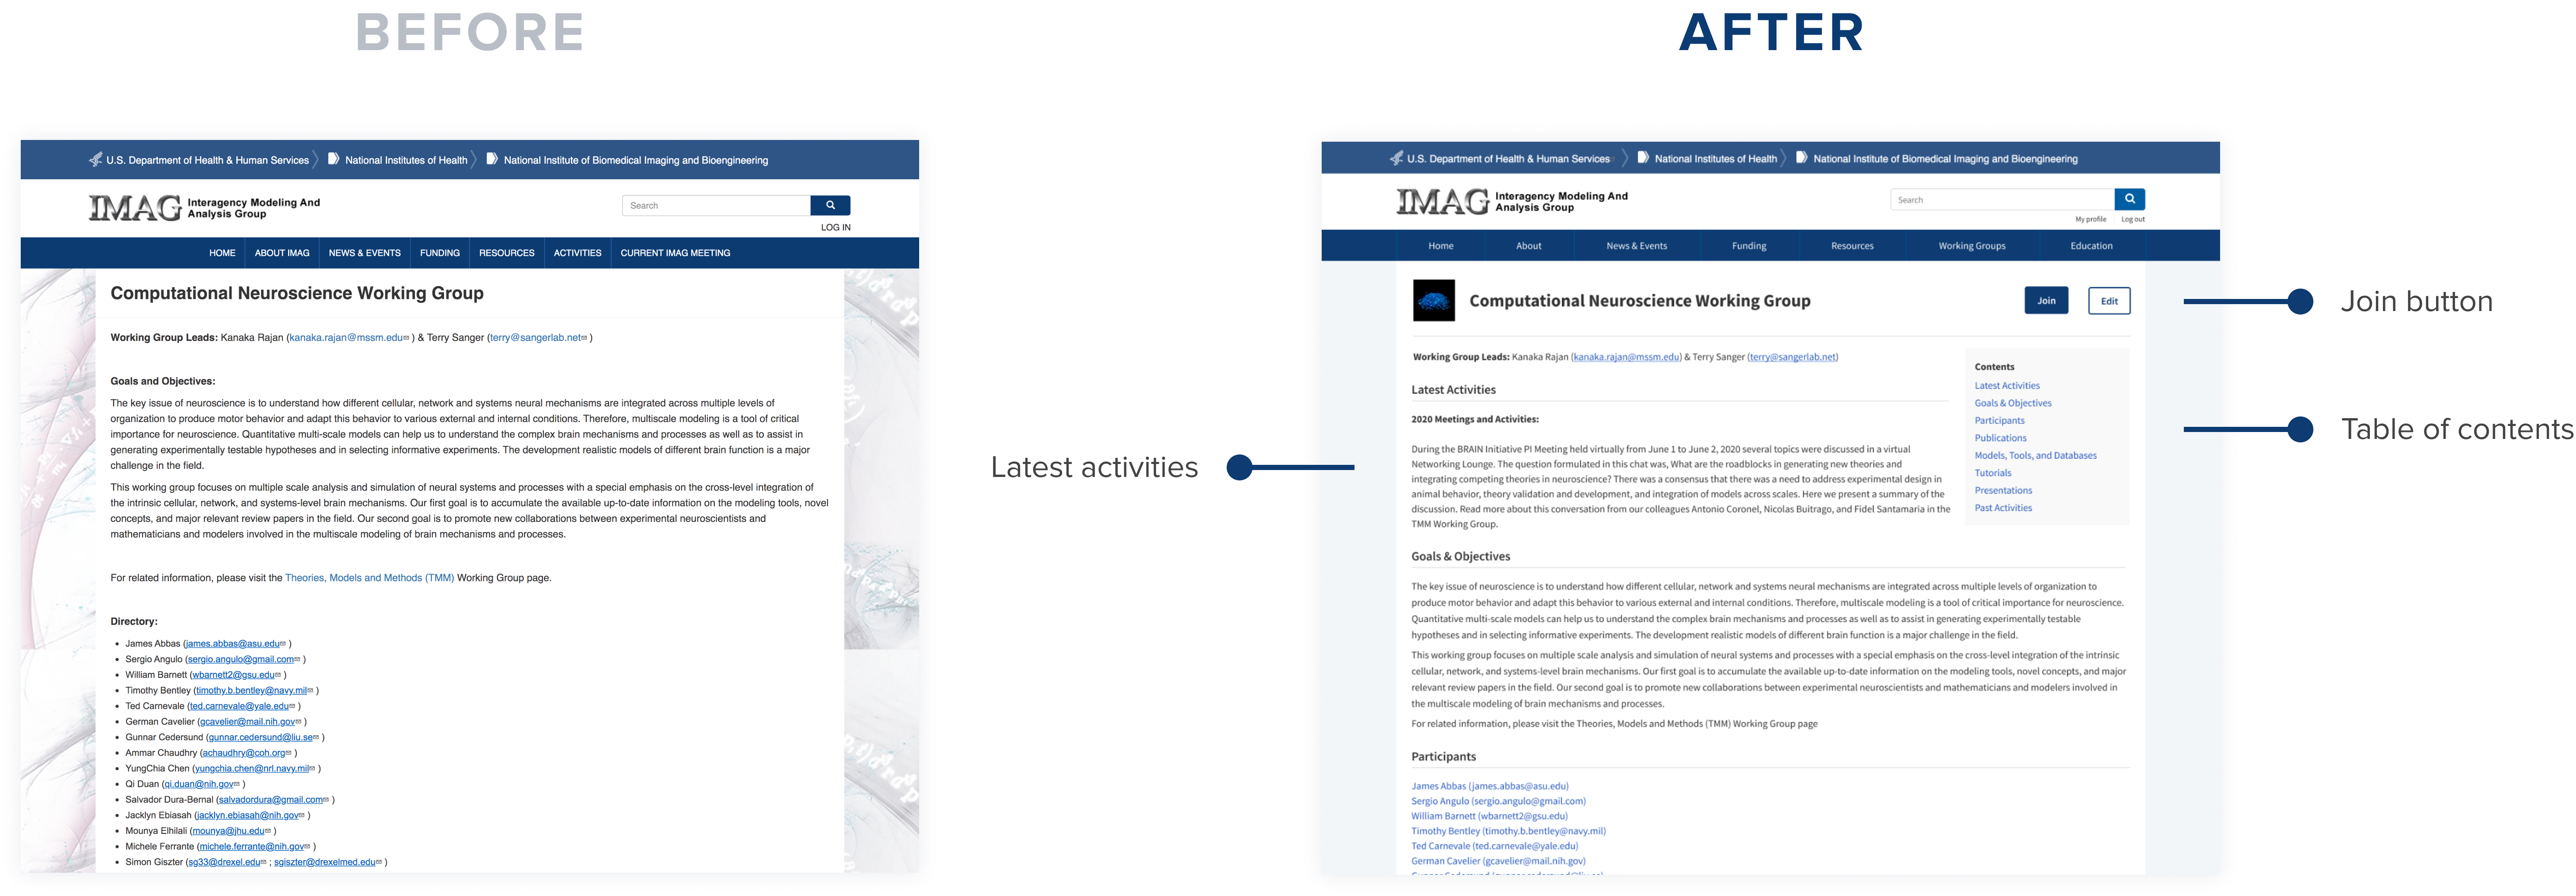 BEFORE
U.S. Department of Health & Human Services
National Institutes of Health
National Institute of Biomedical Imaging and Bioengineering
IMAG
Interagency Modeling And
Analysis Group
Search
LOG IN
HOME
ABOUT IMAG
NEWS & EVENTS
FUNDING
RESOURCES
ACTIVITIES
CURRENT IMAG MEETING
Computational Neuroscience Working Group
Working Group Leads: Kanaka Rajan (kanaka.rajan@mssm.edu) & Terry Sanger (terry@sangerlab.net)
Goals and Objectives:
The key issue of neuroscience is to understand how different cellular, network and systems neural mechanisms are integrated across multiple levels of
organization to produce motor behavior and adapt this behavior to various external and internal conditions. Therefore, multiscale modeling is a tool of critical
importance for neuroscience. Quantitative multi-scale models can help us to understand the complex brain mechanisms and processes as well as to assist in
generating experimentally testable hypotheses and in selecting informative experiments. The development realistic models of different brain function is a major
challenge in the field.
This working group focuses on multiple scale analysis and simulation of neural systems and processes with a special emphasis on the cross-level integration of
the intrinsic cellular, network, and systems-level brain mechanisms. Our first goal is to accumulate the available up-to-date information on the modeling tools, novel
concepts, and major relevant review papers in the field. Our second goal is to promote new collaborations between experimental neuroscientists and
mathematicians and modelers involved in the multiscale modeling of brain mechanisms and processes.
For related information, please visit the Theories, Models and Methods (TMM) Working Group page.
Directory:
James Abbas (james.abbas@asu.edu)
Sergio Angulo (sergio.angulo@gmail.com)
William Barnett (wbarnett2@gsu.edu)
Timothy Bentley (timothy.b.bentley@navy.mil)
Ted Carnevale (ted.carnevale@yale.edu)
German Cavelier (gcavelier@mail.nih.gov)
Gunnar Cedersund (gunnar.cedersund@liu.se)
Ammar Chaudhry (achaudhry@coh.org)
YungChia Chen (yungchia.chen@nrl.navy.mil)
Qi Duan (qi.duan@nih.gov)
Salvador Dura-Bernal (salvadordura@gmail.com)
Jacklyn Ebiasah (jacklyn.ebiasah@nih.gov)
Mounya Elhilali (mounya@jhu.edu)
Michele Ferrante (michele.ferrante@nih.gov)
Simon Giszter (sg33@drexel.edu ; sgiszter@drexelmed.edu)
AFTER
U.S. Department of Health & Human Services
National Institutes of Health
National Institute of Biomedical Imaging and Bioengineering
IMAG
Interagency Modeling And
Analysis Group
Search
My profile
Log out
Home
About
News & Events
Funding
Resources
Working Groups
Education
Computational Neuroscience Working Group
Join
Edit
Working Group Leads: Kanaka Rajan (kanaka.rajan@mssm.edu) & Terry Sanger (terry@sangerlab.net)
Latest Activities
2020 Meetings and Activities:
During the BRAIN Initiative PI Meeting held virtually from June 1 to June 2, 2020 several topics were discussed in a virtual
Networking Lounge. The question formulated in this chat was, What are the roadblocks in generating new theories and
integrating competing theories in neuroscience? There was a consensus that there was a need to address experimental design in
animal behavior, theory validation and development, and integration of models across scales. Here we present a summary of the
discussion. Read more about this conversation from our colleagues Antonio Coronel, Nicolas Buitrago, and Fidel Santamaria in the
TMM Working Group.
Contents
Latest Activities
Goals & Objectives
Participants
Publications
Models, Tools, and Databases
Tutorials
Presentations
Past Activities
Goals & Objectives
The key issue of neuroscience is to understand how different cellular, network and systems neural mechanisms are integrated across multiple levels of organization to
produce motor behavior and adapt this behavior to various external and internal conditions. Therefore, multiscale modeling is a tool of critical importance for neuroscience.
Quantitative multi-scale models can help us to understand the complex brain mechanisms and processes as well as to assist in generating experimentally testable
hypotheses and in selecting informative experiments. The development realistic models of different brain function is a major challenge in the field.
This working group focuses on multiple scale analysis and simulation of neural systems and processes with a special emphasis on the cross-level integration of the intrinsic
cellular, network, and systems-level brain mechanisms. Our first goal is to accumulate the available up-to-date information on the modeling tools, novel concepts, and major
relevant review papers in the field. Our second goal is to promote new collaborations between experimental neuroscientists and mathematicians and modelers involved in
the multiscale modeling of brain mechanisms and processes.
For related information, please visit the Theories, Models and Methods (TMM) Working Group page
Participants
James Abbas (james.abbas@asu.edu)
Sergio Angulo (sergio.angulo@gmail.com)
William Barnett (wbarnett2@gsu.edu)
Timothy Bentley (timothy.b.bentley@navy.mil)
Ted Carnevale (ted.carnevale@yale.edu)
German Cavelier (gcavelier@mail.nih.gov)
Latest activities
Join button
Table of contents